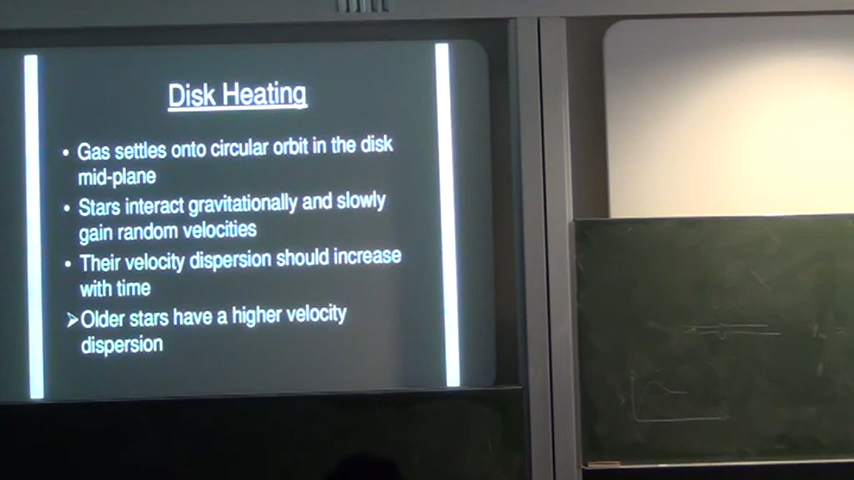 Disk Heating
• Gas settles onto circular orbit in the disk
mid-plane
• Stars interact gravitationally and slowly
gain random velocities
• Their velocity dispersion should increase
with time
➢Older stars have a higher velocity
dispersion